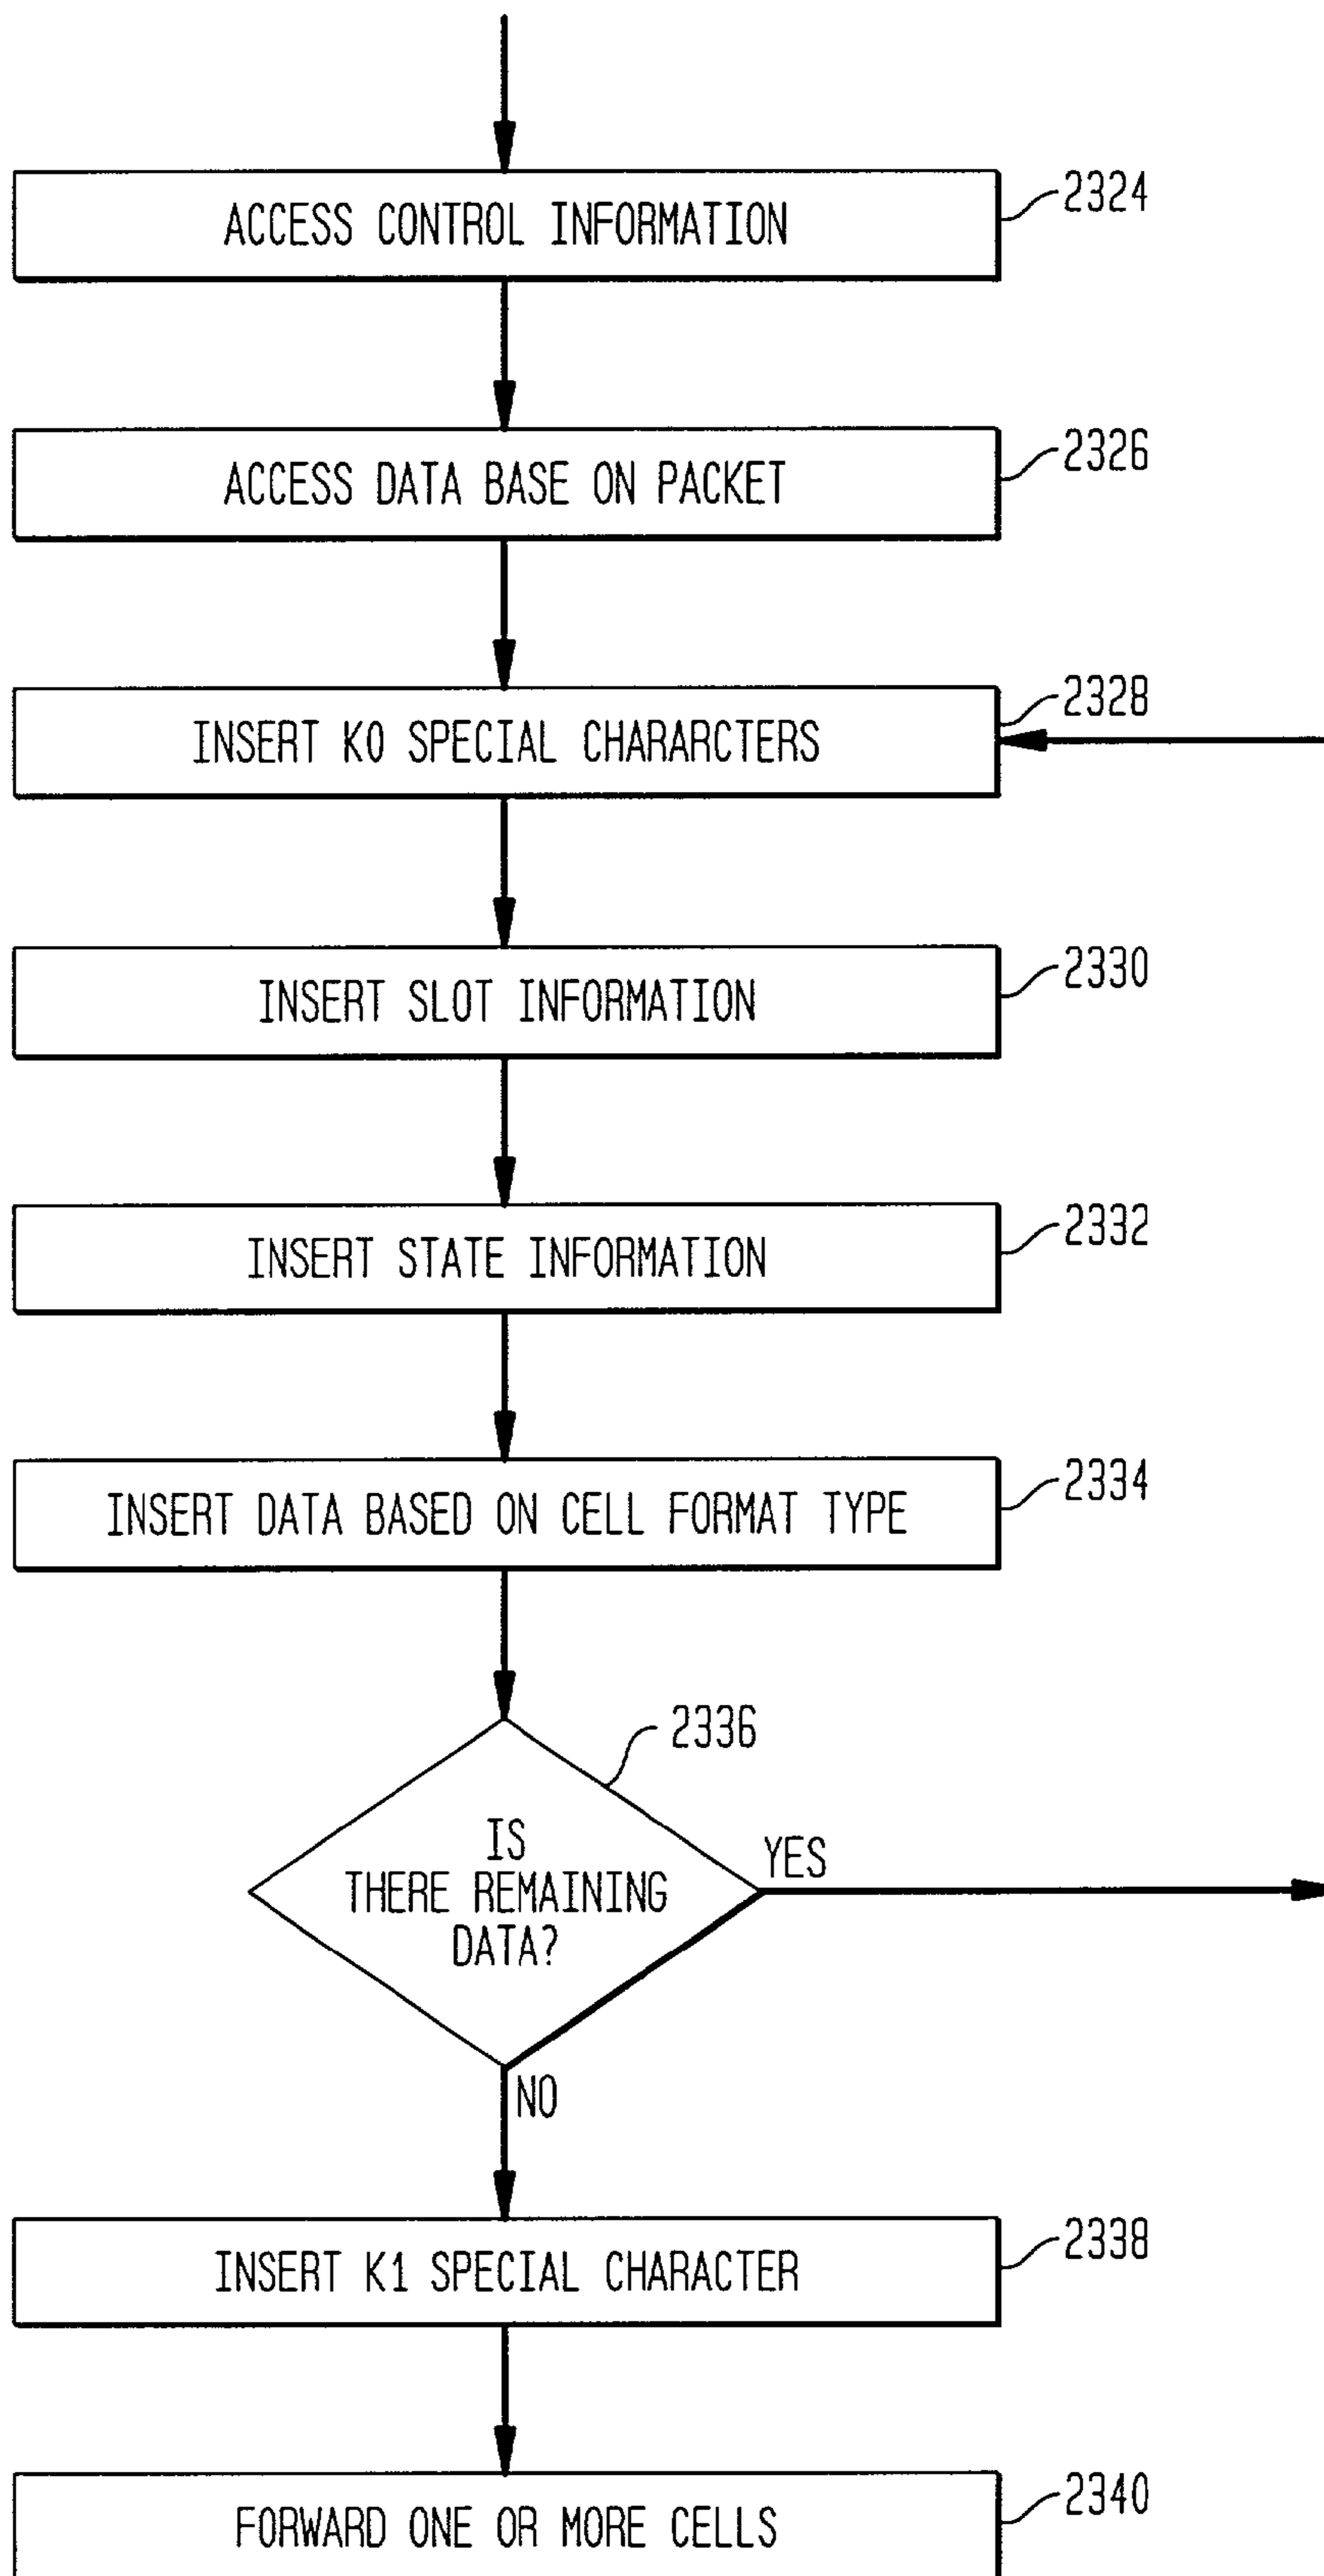 ACCESS CONTROL INFORMATION
2324
ACCESS DATA BASE ON PACKET
2326
INSERT K0 SPECIAL CHARARCTERS
2328
INSERT SLOT INFORMATION
2330
INSERT STATE INFORMATION
2332
INSERT DATA BASED ON CELL FORMAT TYPE
2334
2336
IS
THERE REMAINING
DATA?
YES
NO
INSERT K1 SPECIAL CHARACTER
2338
FORWARD ONE OR MORE CELLS
2340